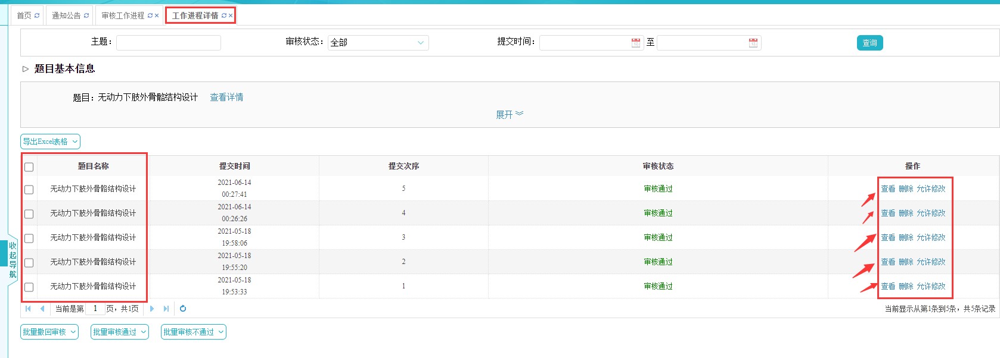 首页 通知公告 审核工作进程 工作进程详情
主题： 审核状态： 全部 提交时间： 至 查询
题目基本信息
题目：无动力下肢外骨骼结构设计 查看详情
展开
导出Excel表格
题目名称 提交时间 提交次序 审核状态 操作
无动力下肢外骨骼结构设计 2021-06-14 00:27:41 5 审核通过 查看 删除 允许修改
无动力下肢外骨骼结构设计 2021-06-14 00:26:26 4 审核通过 查看 删除 允许修改
无动力下肢外骨骼结构设计 2021-05-18 19:58:06 3 审核通过 查看 删除 允许修改
无动力下肢外骨骼结构设计 2021-05-18 19:55:20 2 审核通过 查看 删除 允许修改
无动力下肢外骨骼结构设计 2021-05-18 19:53:33 1 审核通过 查看 删除 允许修改
当前是第 1 页，共1页 当前显示从第1条到5条，共5条记录
批量撤回审核 批量审核通过 批量审核不通过
收起导航